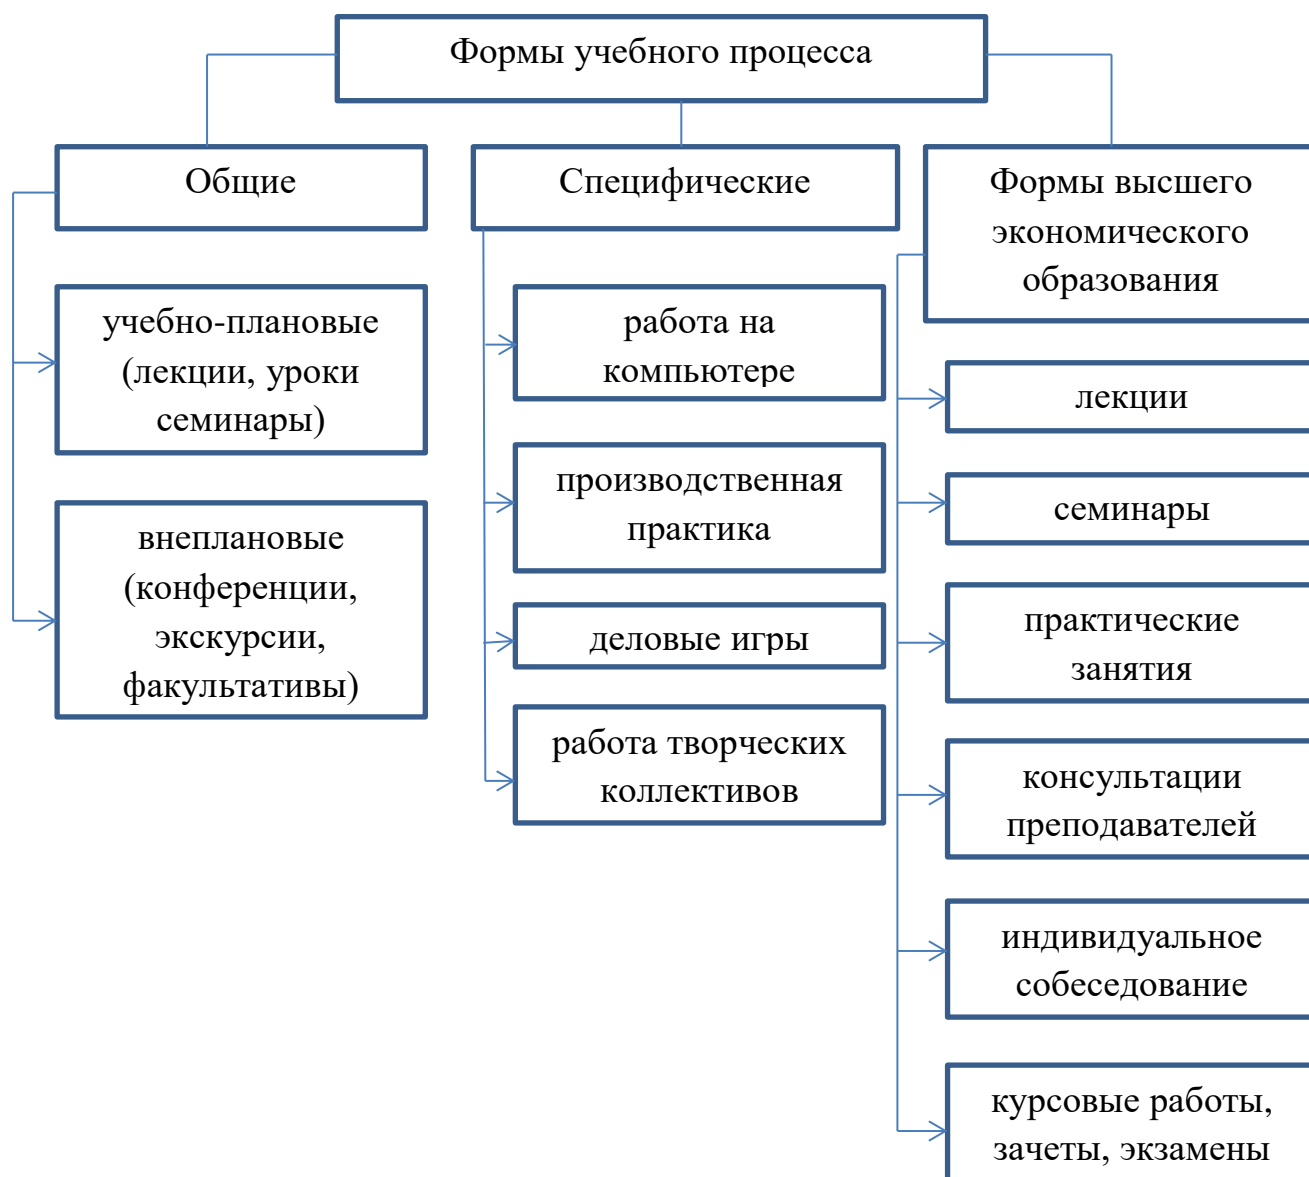 Формы учебного процесса
Общие
учебно-плановые
(лекции, уроки
семинары)
внеплановые
(конференции,
экскурсии,
факультативы)
Специфические
работа на
компьютере
производственная
практика
деловые игры
работа творческих
коллективов
Формы высшего
экономического
образования
лекции
семинары
практические
занятия
консультации
преподавателей
индивидуальное
собеседование
курсовые работы,
зачеты, экзамены